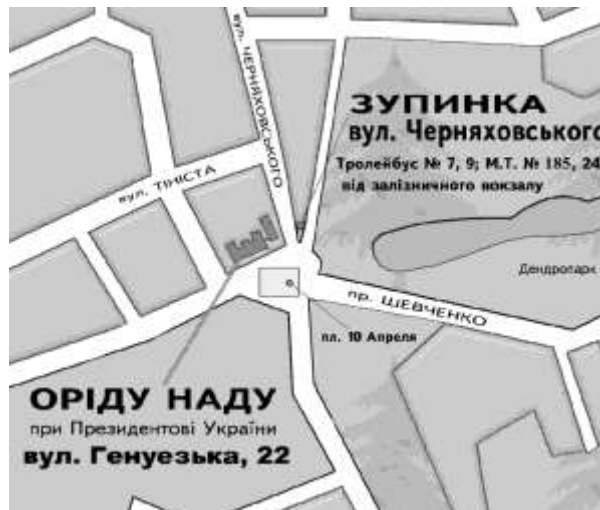 вул. ЧЕРНЯХОВСЬКОГО
ЗУПИНКА
вул. Черняховського
Тролейбус № 7, 9; М.Т. № 185, 24
від залізничного вокзалу
вул. ТІНІСТА
Дендропарк
пр. ШЕВЧЕНКО
пл. 10 Апреля
ОРІДУ НАДУ
при Президентові України
вул. Генуезька, 22